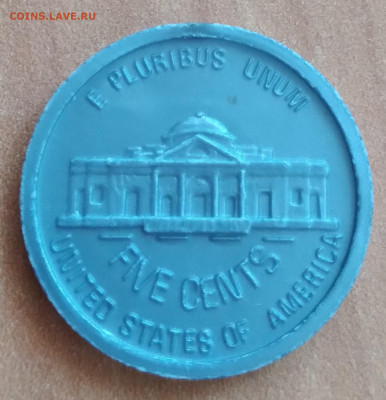 COINS.LAVE.RU
E PLURIBUS UNUM
FIVE CENTS
UNITED STATES OF AMERICA